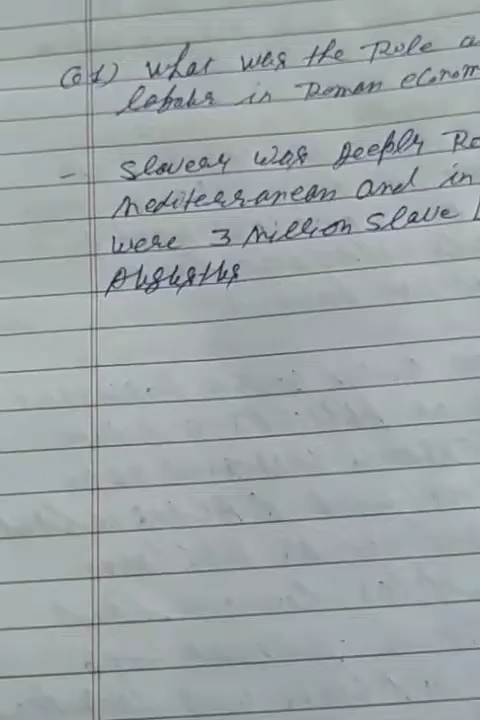 Q1) What was the Role a
labour in Roman econom
- Slavery was Deeply Ro
Mediterranean and in
were 3 Million Slave
Augusthus